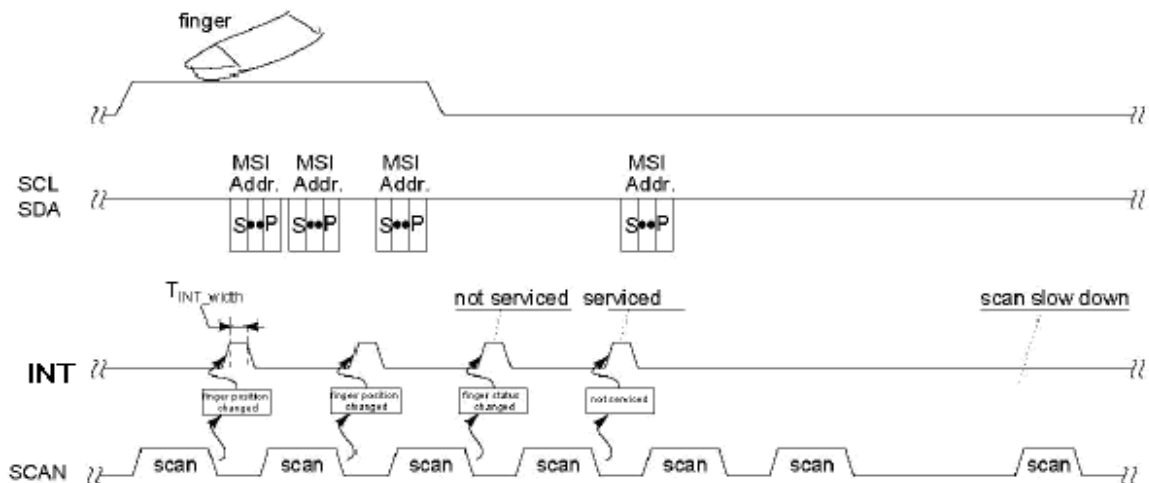 finger
MSI MSI MSI MSI
Addr. Addr. Addr. Addr.
SCL
SDA
S••P S••P S••P S••P
TINT_width
not serviced serviced scan slow down
INT
finger position changed
finger position changed
finger status changed
not serviced
SCAN
scan scan scan scan scan scan scan